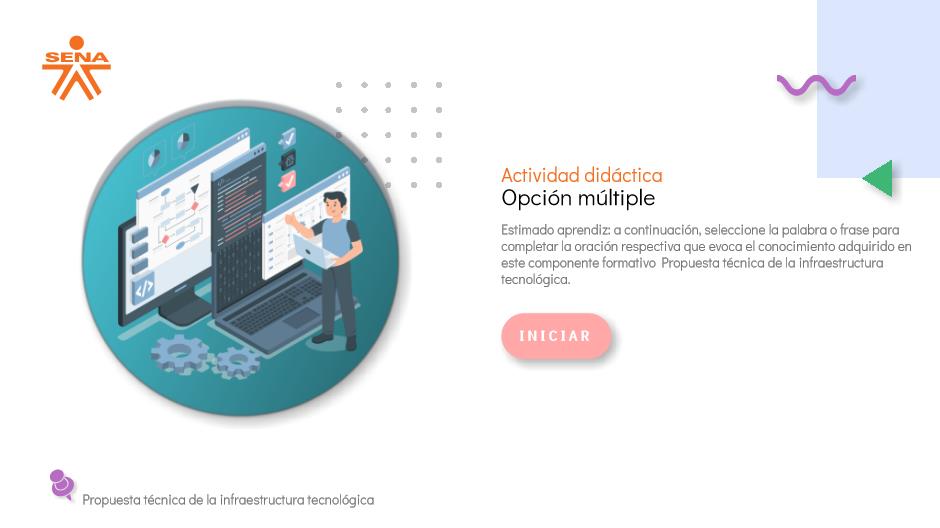 SENA
Actividad didáctica
Opción múltiple
Estimado aprendiz: a continuación, seleccione la palabra o frase para
completar la oración respectiva que evoca el conocimiento adquirido en
este componente formativo Propuesta técnica de la infraestructura
tecnológica.
INICIAR
</>
Propuesta técnica de la infraestructura tecnológica